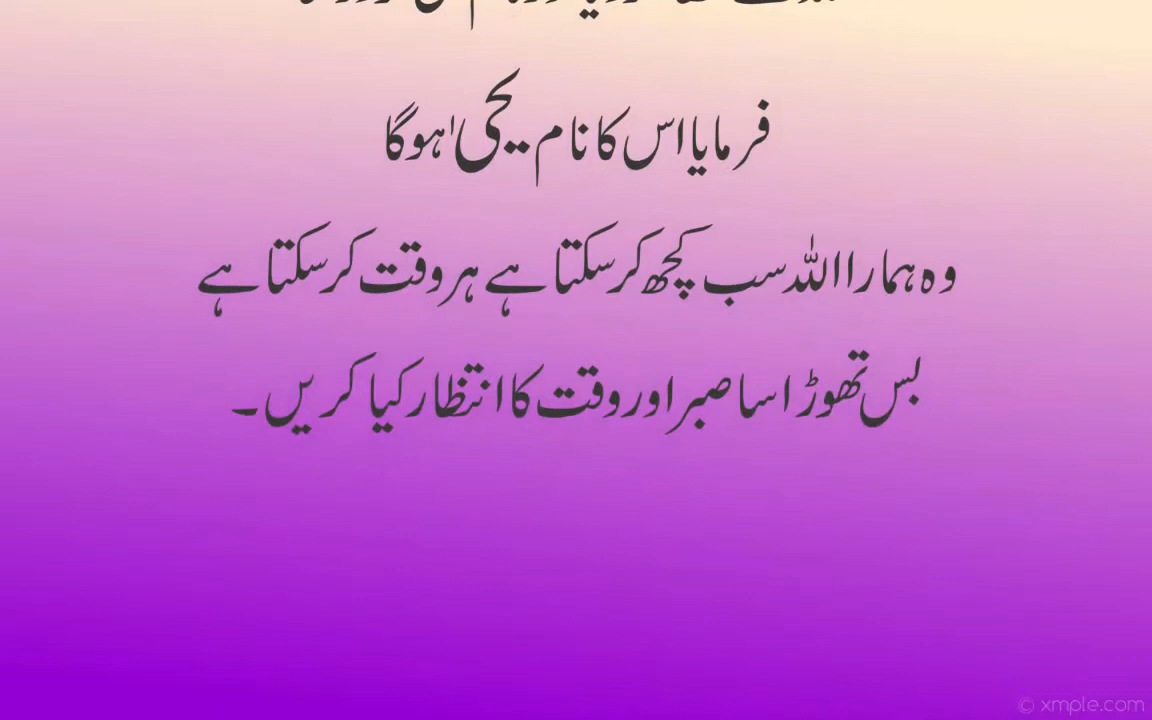 فرمایا اس کا نام یحیٰی ہوگا
وہ ہمارا اللہ سب کچھ کر سکتا ہے ہر وقت کر سکتا ہے
بس تھوڑا سا صبر اور وقت کا انتظار کیا کریں۔
© xmple.com